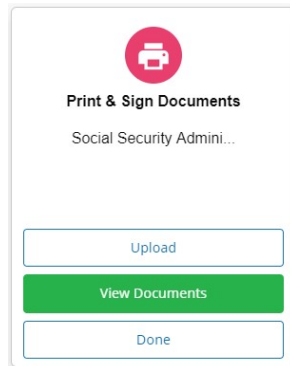 Print & Sign Documents
Social Security Admini...
Upload
View Documents
Done